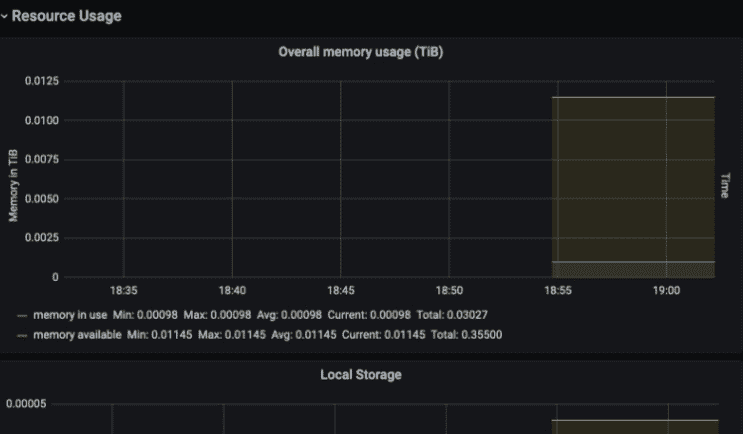 Resource Usage
Overall memory usage (TiB)
0.0125
0.0100
0.0075
0.0050
0.0025
0
Memory in TiB
Time
18:35 18:40 18:45 18:50 18:55 19:00
memory in use Min: 0.00098 Max: 0.00098 Avg: 0.00098 Current: 0.00098 Total: 0.03027
memory available Min: 0.01145 Max: 0.01145 Avg: 0.01145 Current: 0.01145 Total: 0.35500
Local Storage
0.00005